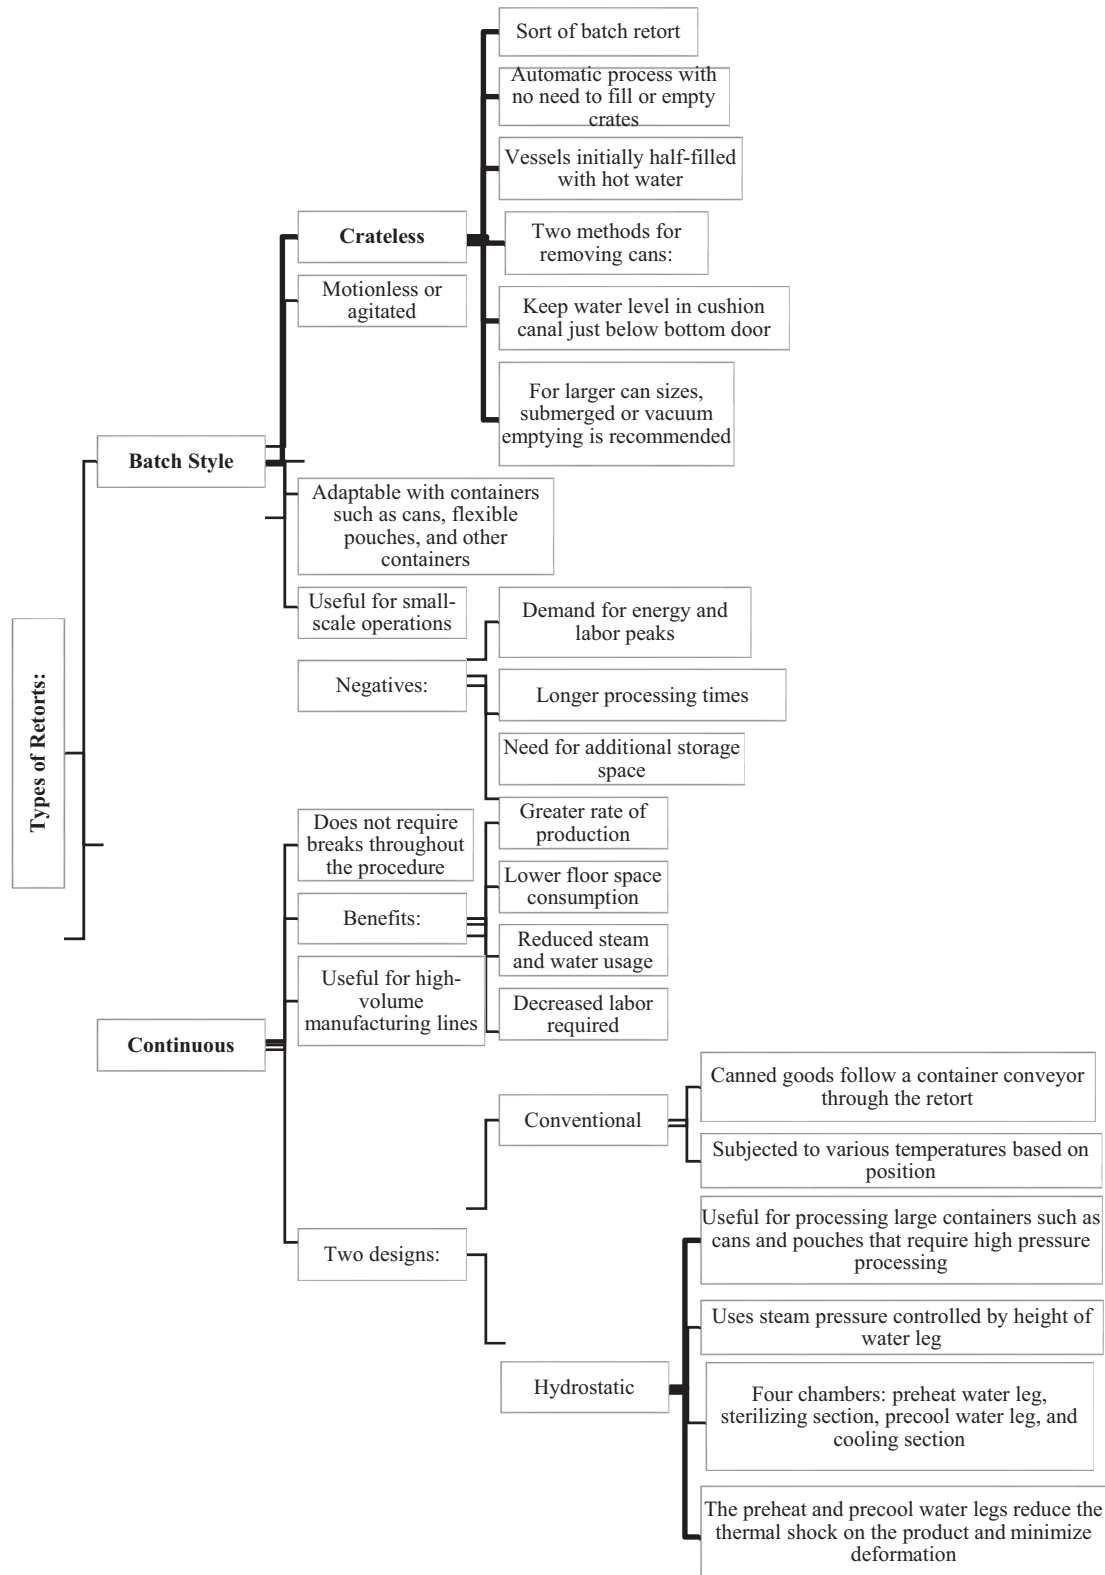 Types of Retorts:
Batch Style
Crateless
Sort of batch retort
Automatic process with
no need to fill or empty
crates
Vessels initially half-filled
with hot water
Two methods for
removing cans:
Keep water level in cushion
canal just below bottom door
For larger can sizes,
submerged or vacuum
emptying is recommended
Motionless or
agitated
Adaptable with containers
such as cans, flexible
pouches, and other
containers
Useful for small-
scale operations
Negatives:
Demand for energy and
labor peaks
Longer processing times
Need for additional storage
space
Continuous
Does not require
breaks throughout
the procedure
Benefits:
Greater rate of
production
Lower floor space
consumption
Reduced steam
and water usage
Decreased labor
required
Useful for high-
volume
manufacturing lines
Two designs:
Conventional
Canned goods follow a container conveyor
through the retort
Subjected to various temperatures based on
position
Hydrostatic
Useful for processing large containers such as
cans and pouches that require high pressure
processing
Uses steam pressure controlled by height of
water leg
Four chambers: preheat water leg,
sterilizing section, precool water leg, and
cooling section
The preheat and precool water legs reduce the
thermal shock on the product and minimize
deformation